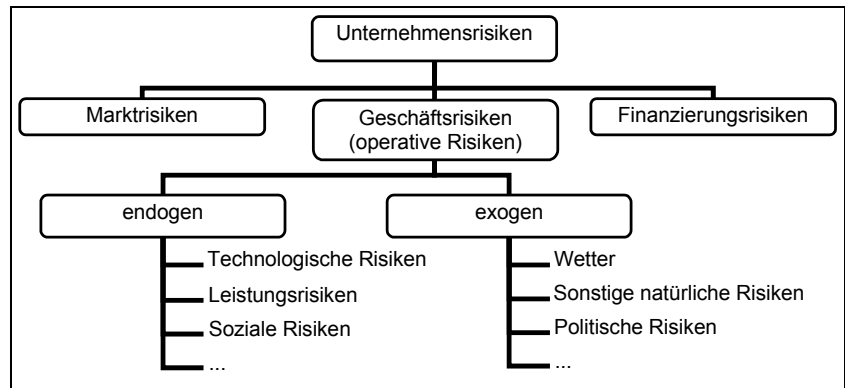 Unternehmensrisiken
Marktrisiken
Geschäftsrisiken
(operative Risiken)
Finanzierungsrisiken
endogen
exogen
Technologische Risiken
Leistungsrisiken
Soziale Risiken
...
Wetter
Sonstige natürliche Risiken
Politische Risiken
...